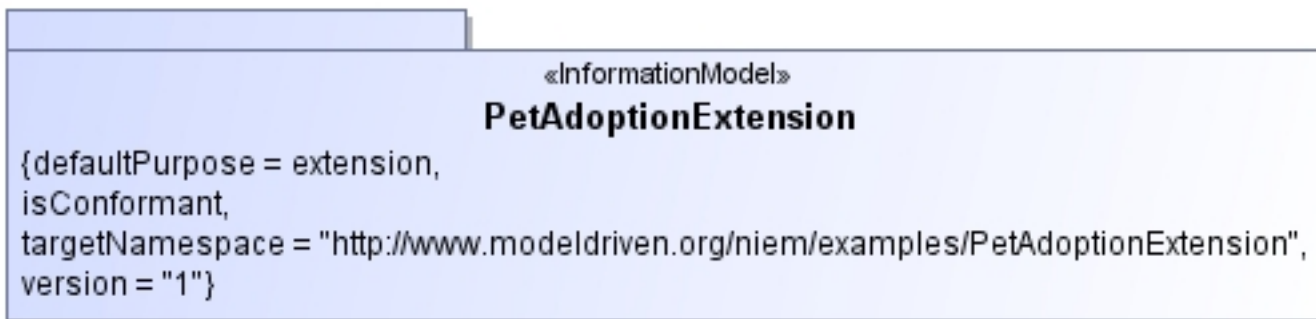 «InformationModel»
PetAdoptionExtension
{defaultPurpose = extension,
isConformant,
targetNamespace = "http://www.modeldriven.org/niem/examples/PetAdoptionExtension",
version = "1"}